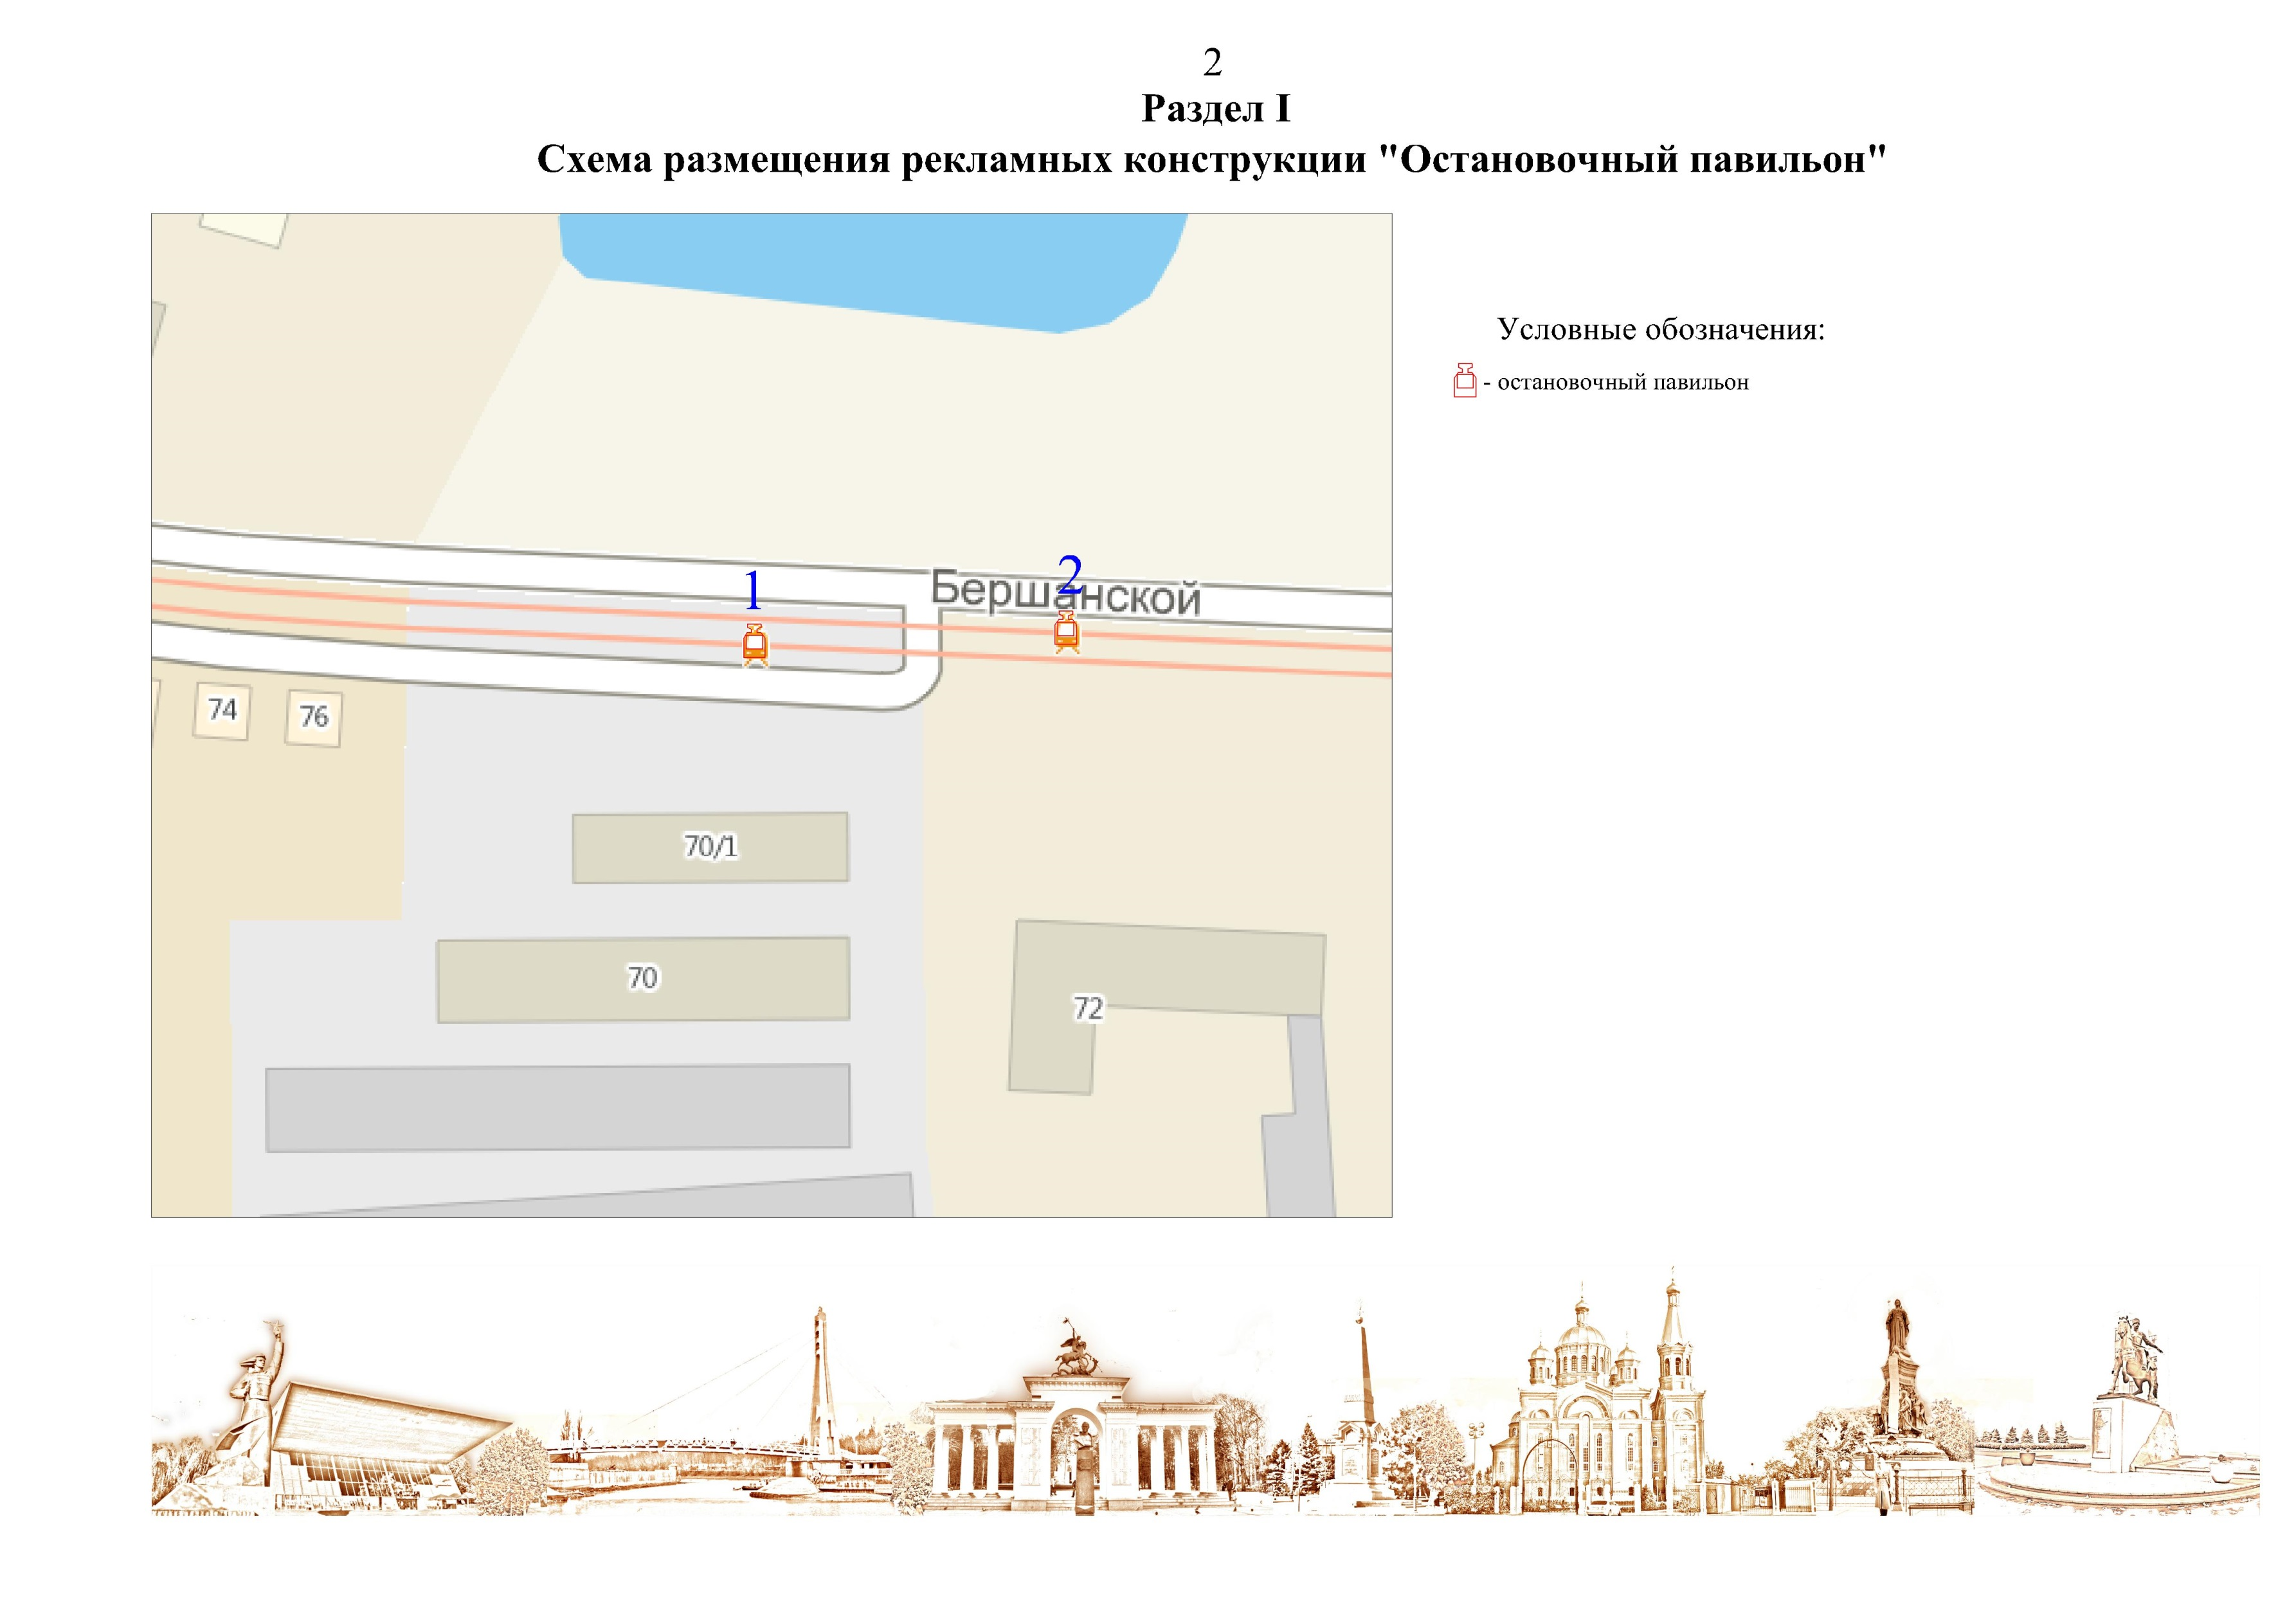 2
Раздел I
Схема размещения рекламных конструкции "Остановочный павильон"
Условные обозначения:
- остановочный павильон
1
2
Бершанской
74
76
70/1
70
72